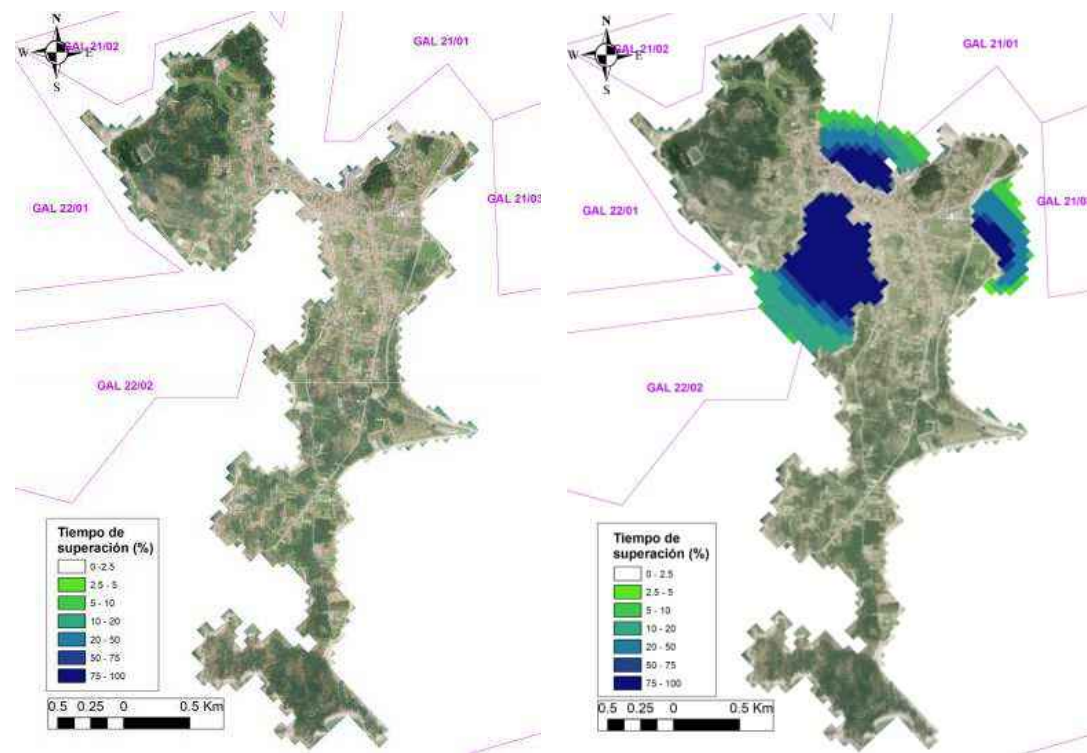 N
W E
S
GAL 21/02
GAL 21/01
GAL 22/01
GAL 21/03
GAL 22/02
Tiempo de
superación (%)
0 -2.5
2.5 - 5
5 - 10
10 - 20
20 - 50
50 - 75
75 - 100
0.5 0.25 0 0.5 Km
N
W E
S
GAL 21/02
GAL 21/01
GAL 22/01
GAL 21/0
GAL 22/02
Tiempo de
superación (%)
0 - 2.5
2.5 - 5
5 - 10
10 - 20
20 - 50
50 - 75
75 - 100
0.5 0.25 0 0.5 Km